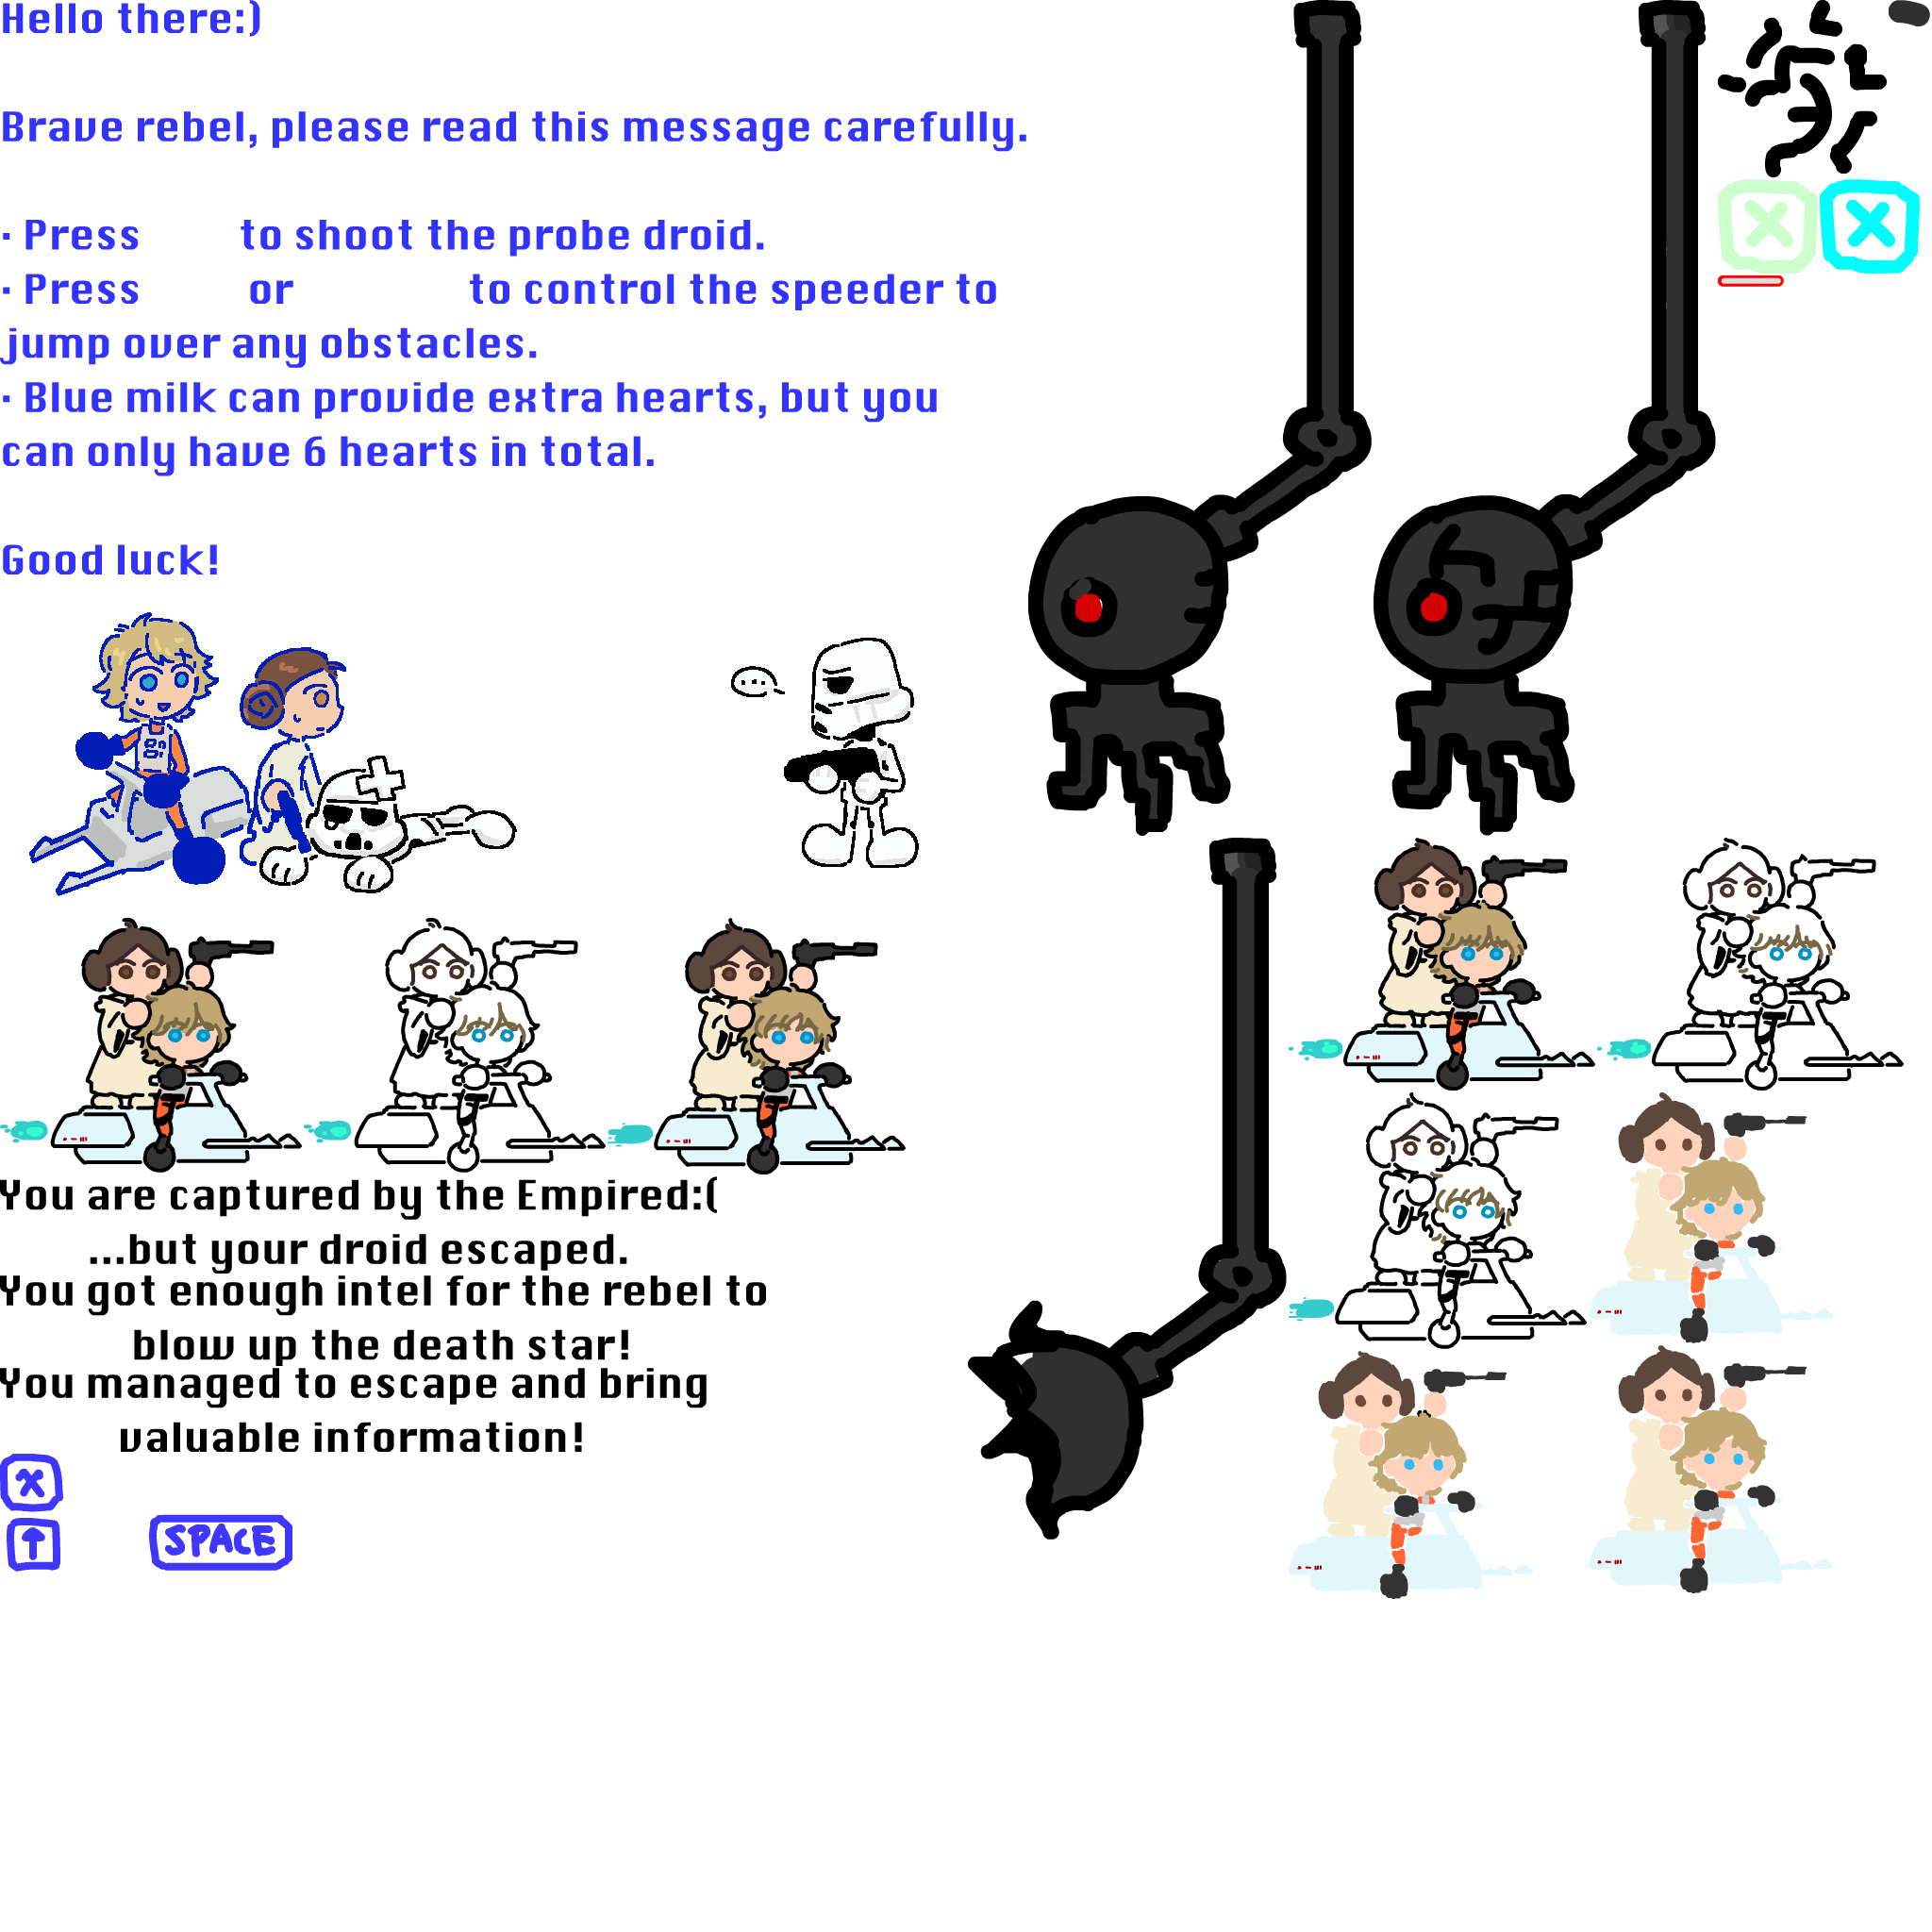 Hello there:)
Brave rebel, please read this message carefully.
· Press to shoot the probe droid.
· Press or to control the speeder to
jump over any obstacles.
· Blue milk can provide extra hearts, but you
can only have 6 hearts in total.
Good luck!
...
You are captured by the Empired:(
...but your droid escaped.
You got enough intel for the rebel to
blow up the death star!
You managed to escape and bring
valuable information!
X
↑ SPACE
X X